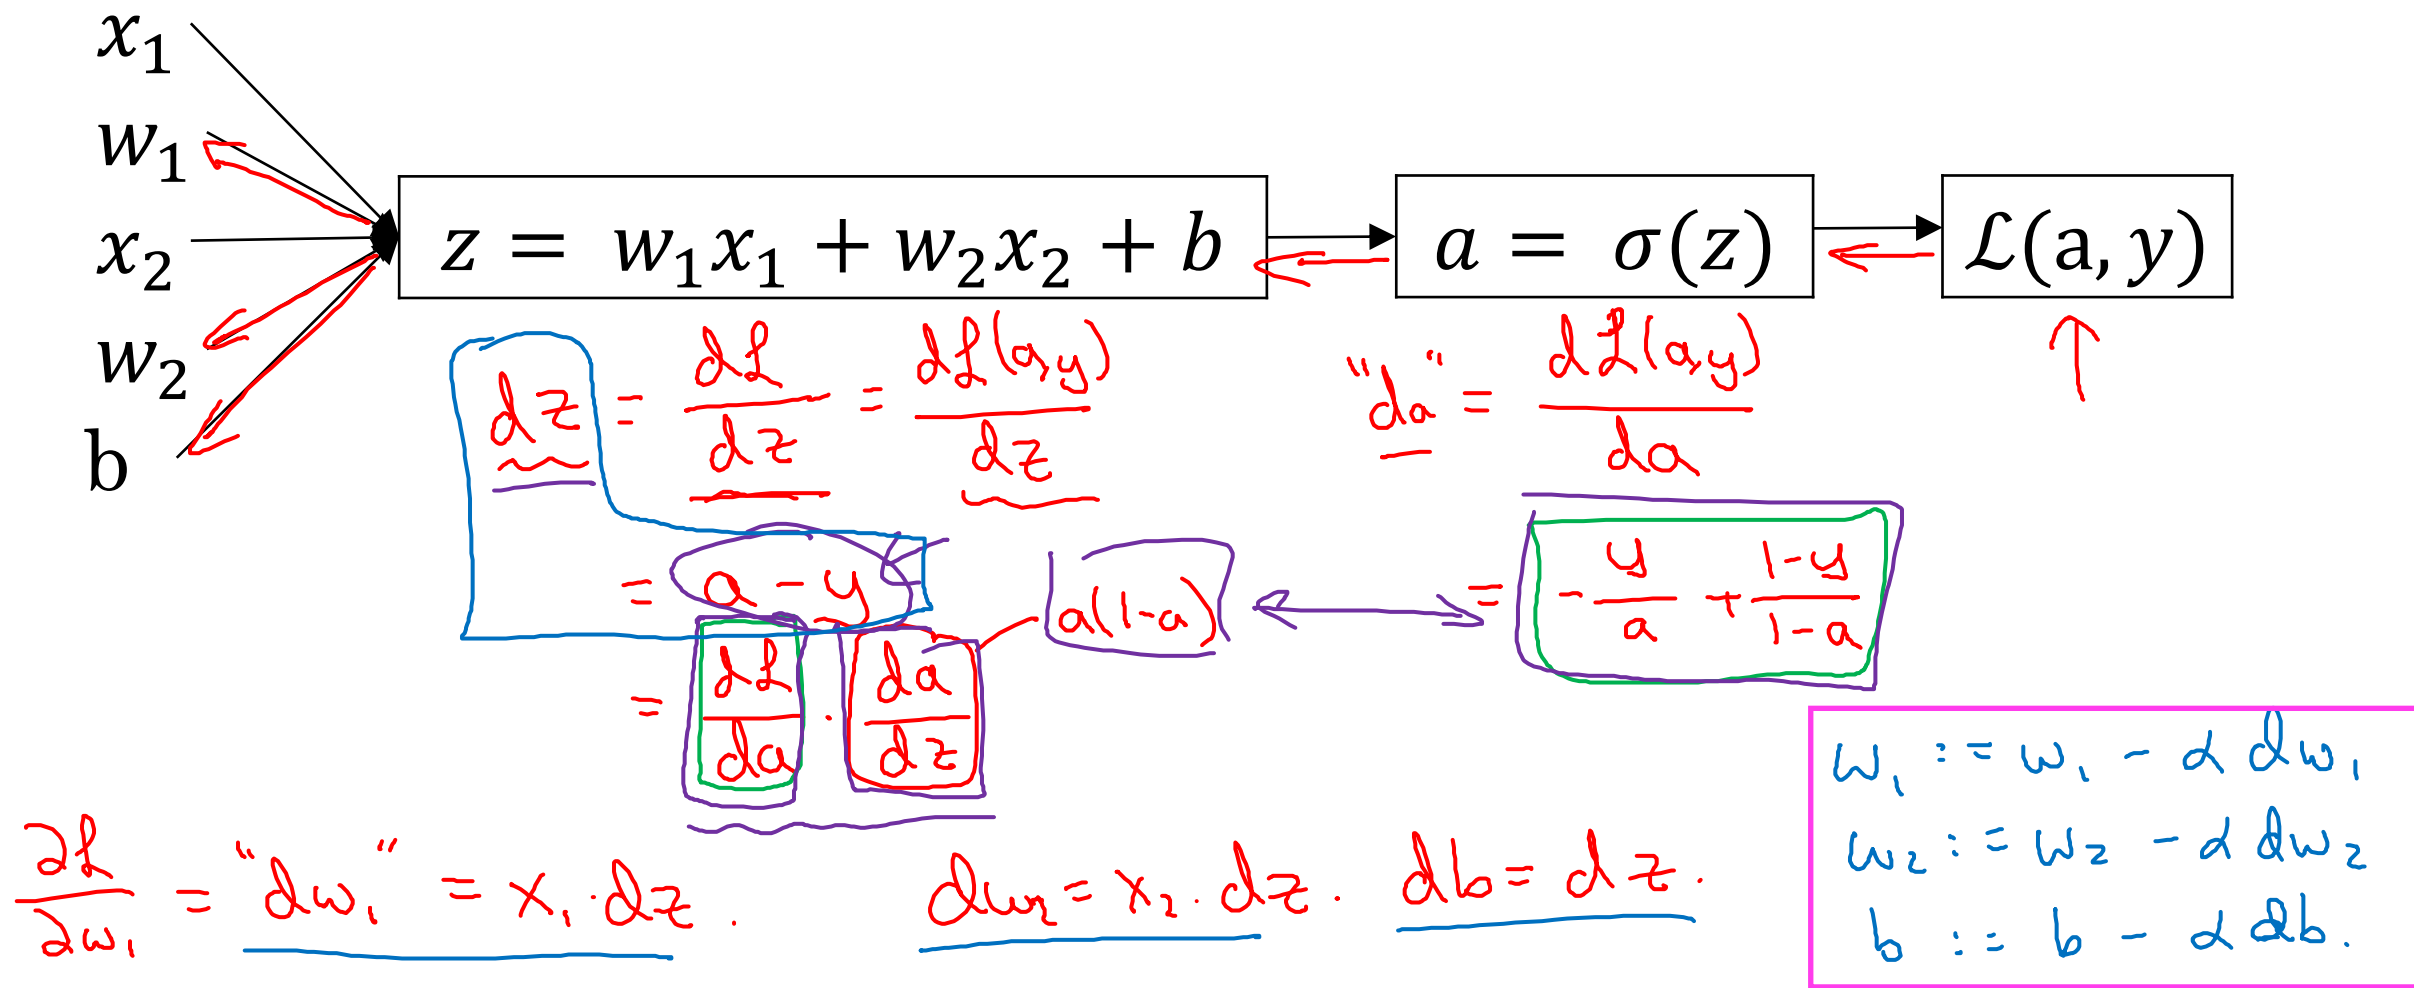 x₁
w₁
x₂
w₂
b
z = w₁x₁ + w₂x₂ + b
a = σ(z)
ℒ(a, y)
dz = dℒ/dz = dℒ(a,y)/dz
"da" = dℒ(a,y)/da
= a - y
a(1-a)
= -y/a + (1-y)/(1-a)
= dℒ/da · da/dz
∂ℒ/∂w₁ = "dw₁" = x₁·dz.
dw₂ = x₂·dz.
db = dz.
w₁ := w₁ - α dw₁
w₂ := w₂ - α dw₂
b := b - α db.